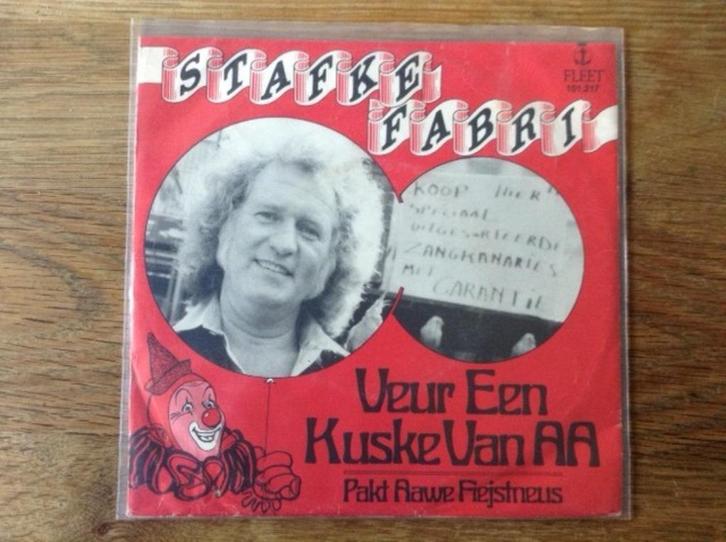 STAFKE
FABRI
FLEET
101.217
KOOP HIER
SPECIAAL
UITGESORTEERDE
ZANGKANARIES
MET
GARANTIE
Veur Een
Kuske Van AA
Pakt Aawe Fiejstneus